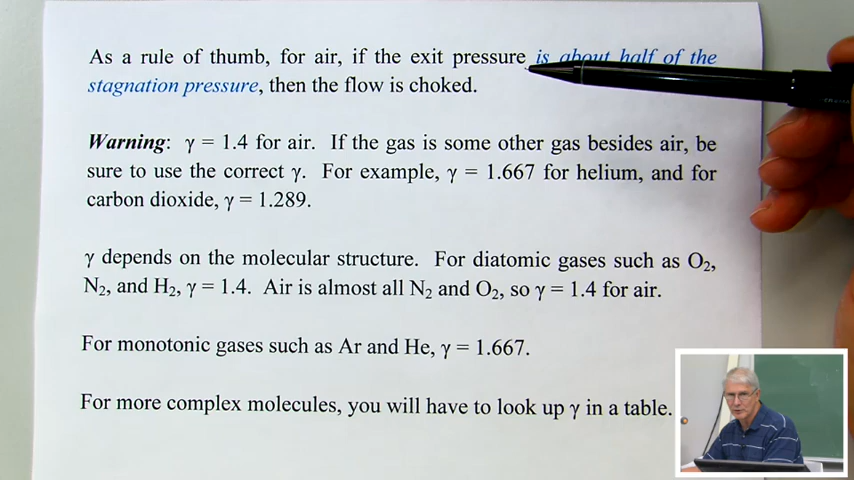 As a rule of thumb, for air, if the exit pressure is about half of the
stagnation pressure, then the flow is choked.
Warning: γ = 1.4 for air. If the gas is some other gas besides air, be
sure to use the correct γ. For example, γ = 1.667 for helium, and for
carbon dioxide, γ = 1.289.
γ depends on the molecular structure. For diatomic gases such as O₂,
N₂, and H₂, γ = 1.4. Air is almost all N₂ and O₂, so γ = 1.4 for air.
For monotonic gases such as Ar and He, γ = 1.667.
For more complex molecules, you will have to look up γ in a table.